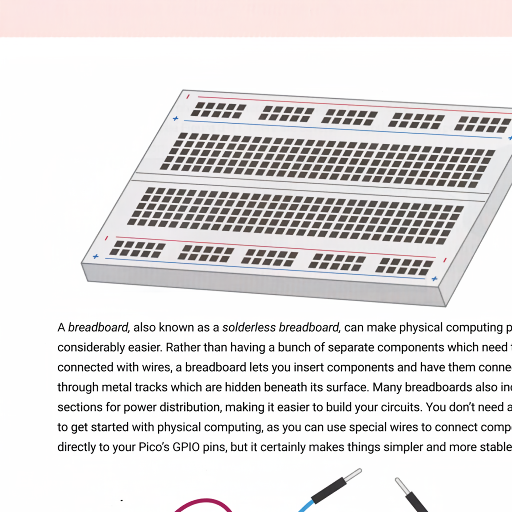 A breadboard, also known as a solderless breadboard, can make physical computing p
considerably easier. Rather than having a bunch of separate components which need
connected with wires, a breadboard lets you insert components and have them conne
through metal tracks which are hidden beneath its surface. Many breadboards also in
sections for power distribution, making it easier to build your circuits. You don’t need a
to get started with physical computing, as you can use special wires to connect comp
directly to your Pico’s GPIO pins, but it certainly makes things simpler and more stable